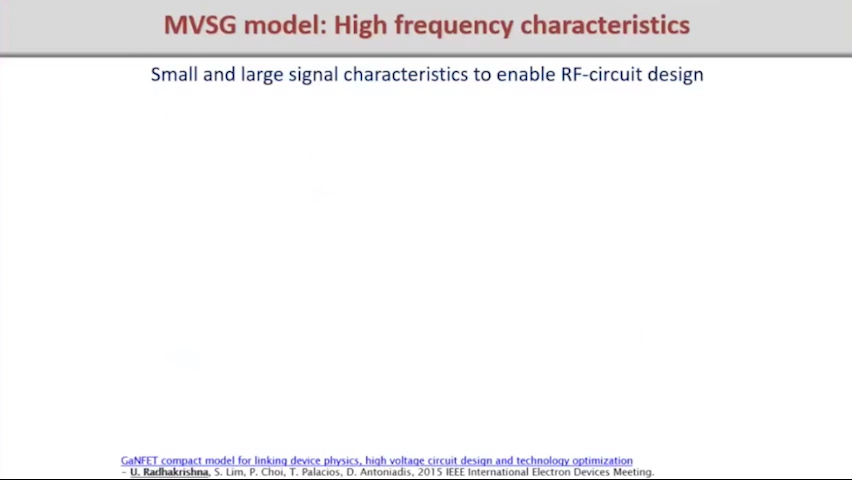 MVSG model: High frequency characteristics
Small and large signal characteristics to enable RF-circuit design
GaNFET compact model for linking device physics, high voltage circuit design and technology optimization
– U. Radhakrishna, S. Lim, P. Choi, T. Palacios, D. Antoniadis, 2015 IEEE International Electron Devices Meeting.